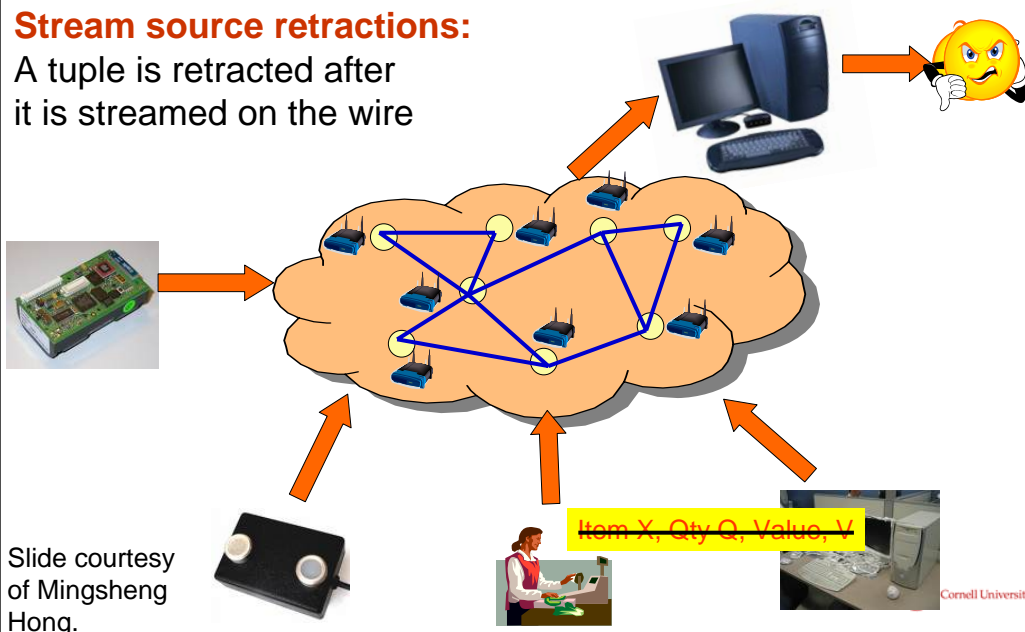 Stream source retractions:
A tuple is retracted after
it is streamed on the wire
Item X, Qty Q, Value, V
Slide courtesy
of Mingsheng
Hong.
Cornell Universit